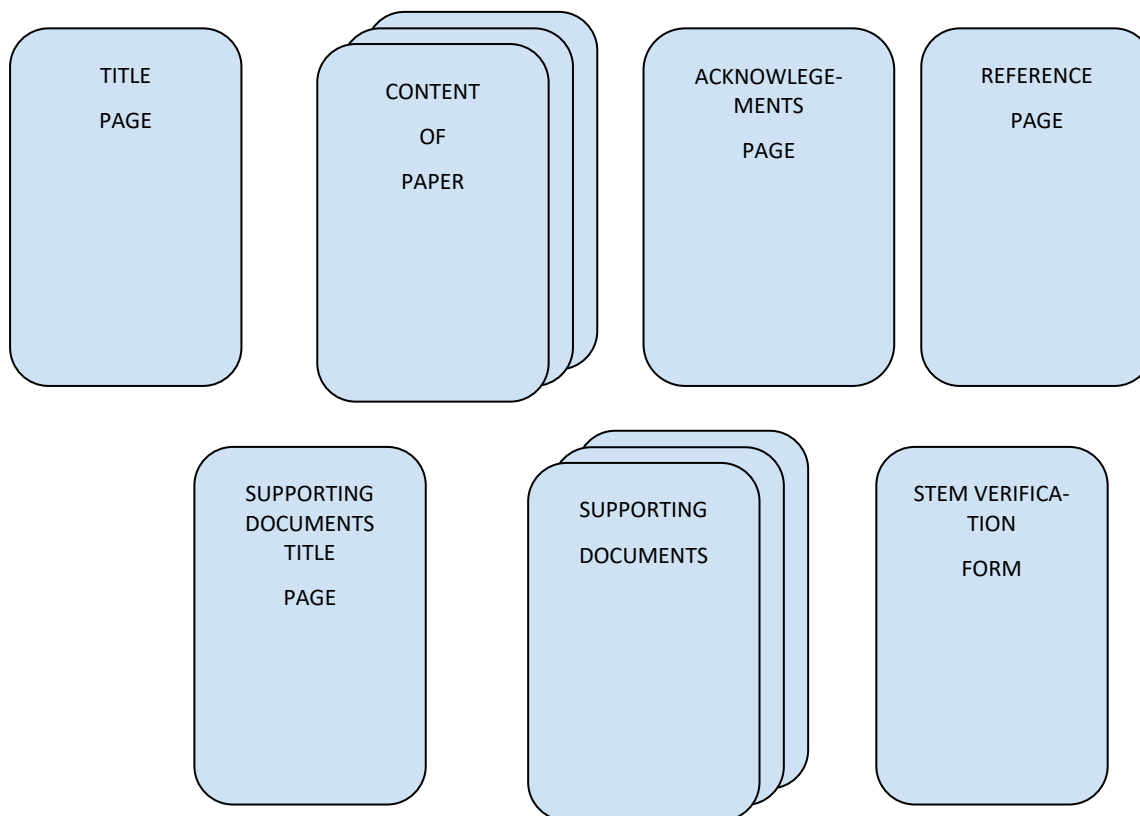 TITLE
PAGE
CONTENT
OF
PAPER
ACKNOWLEGE-
MENTS
PAGE
REFERENCE
PAGE
SUPPORTING
DOCUMENTS
TITLE
PAGE
SUPPORTING
DOCUMENTS
STEM VERIFICA-
TION
FORM